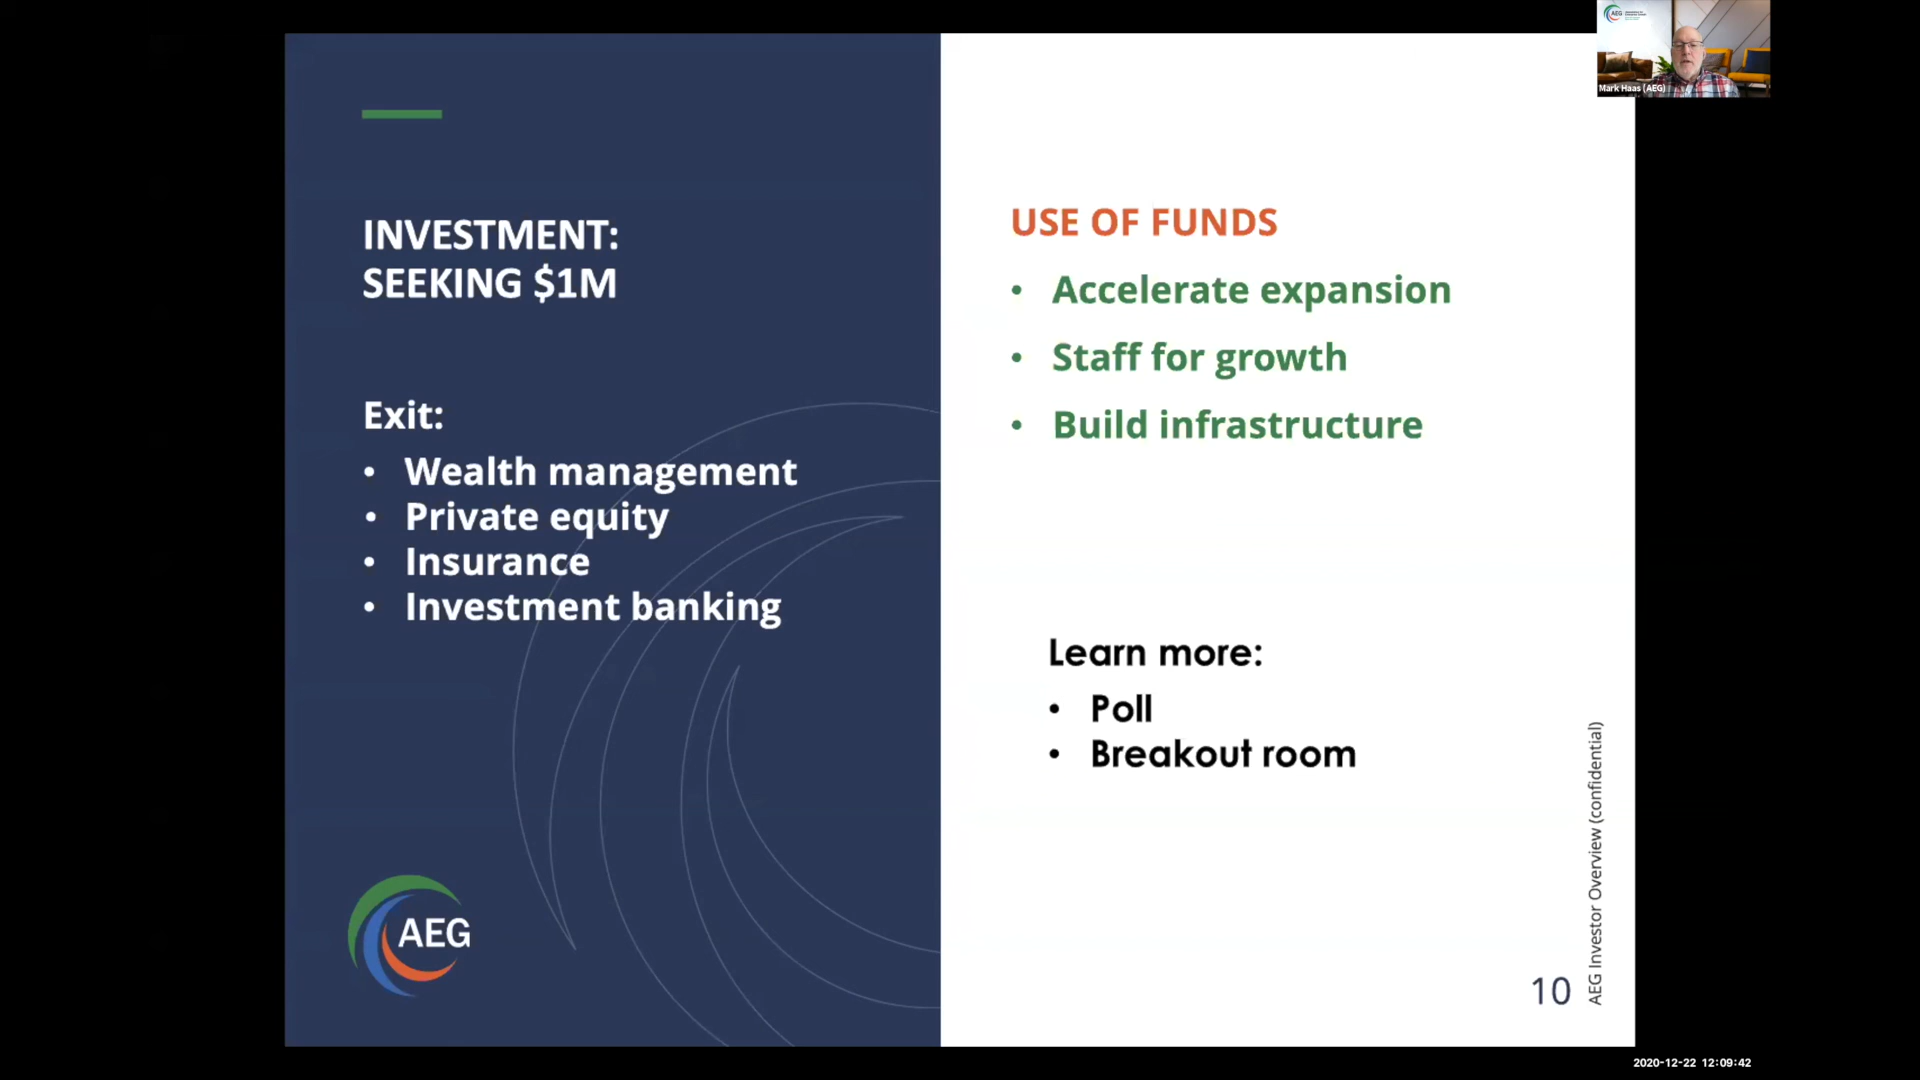 INVESTMENT:
SEEKING $1M
Exit:
• Wealth management
• Private equity
• Insurance
• Investment banking
AEG
USE OF FUNDS
• Accelerate expansion
• Staff for growth
• Build infrastructure
Learn more:
• Poll
• Breakout room
10
AEG Investor Overview (confidential)
AEG
Mark Haas (AEG)
2020-12-22 12:09:42